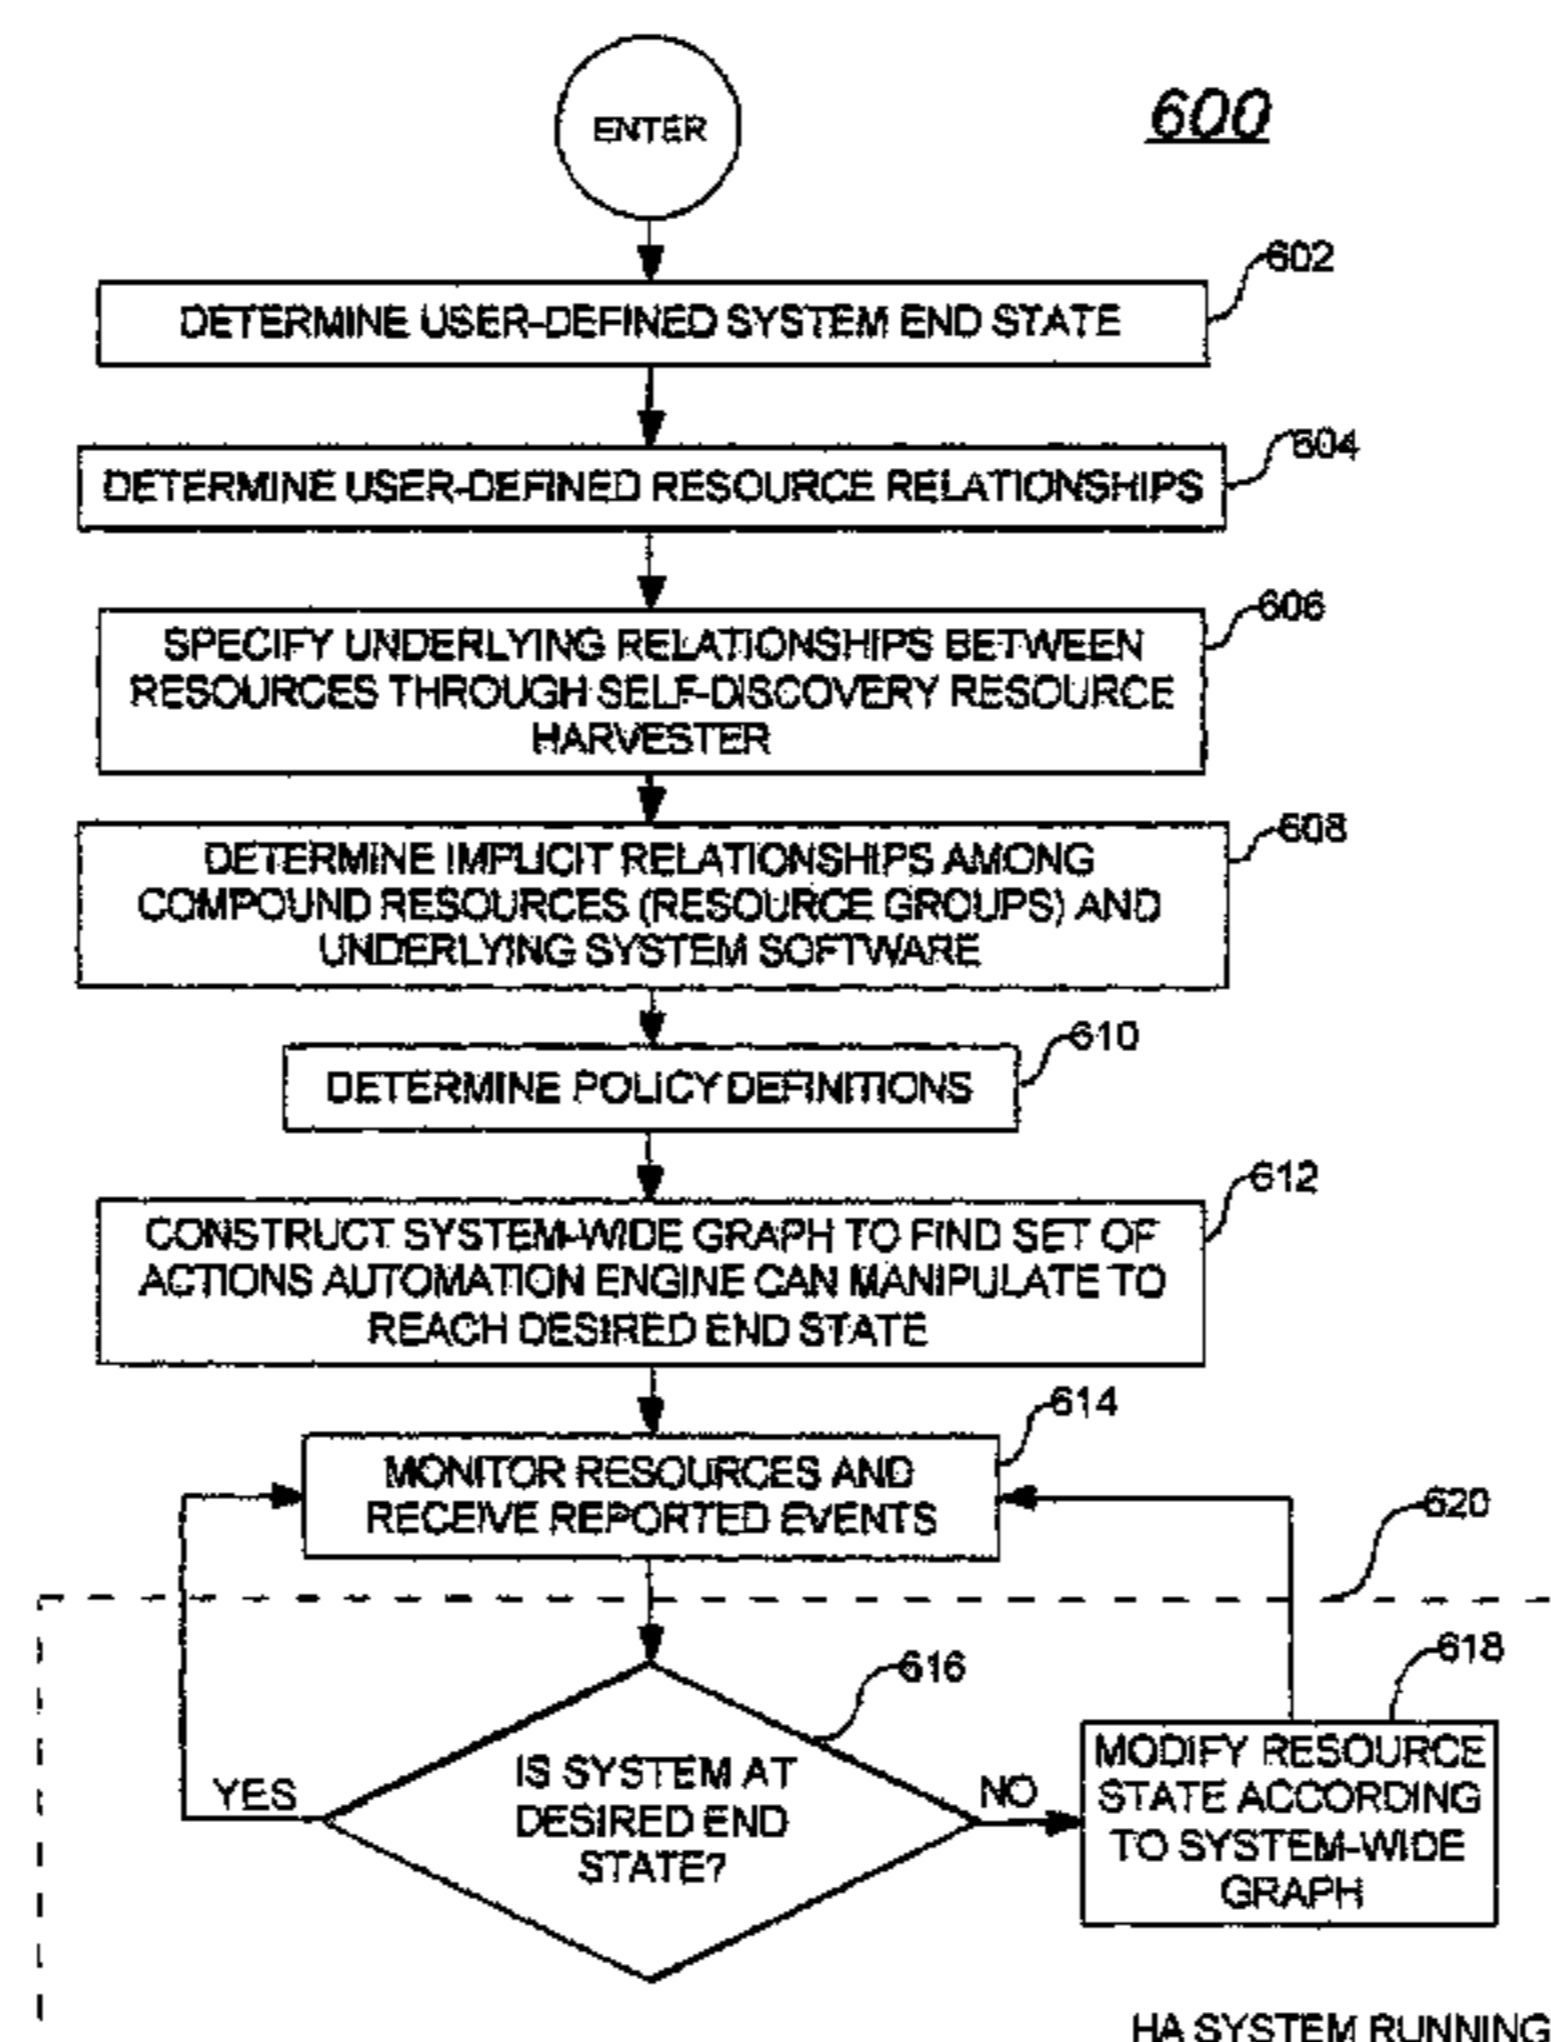 ENTER
600
602
DETERMINE USER-DEFINED SYSTEM END STATE
604
DETERMINE USER-DEFINED RESOURCE RELATIONSHIPS
606
SPECIFY UNDERLYING RELATIONSHIPS BETWEEN
RESOURCES THROUGH SELF-DISCOVERY RESOURCE
HARVESTER
608
DETERMINE IMPLICIT RELATIONSHIPS AMONG
COMPOUND RESOURCES (RESOURCE GROUPS) AND
UNDERLYING SYSTEM SOFTWARE
610
DETERMINE POLICY DEFINITIONS
612
CONSTRUCT SYSTEM-WIDE GRAPH TO FIND SET OF
ACTIONS AUTOMATION ENGINE CAN MANIPULATE TO
REACH DESIRED END STATE
614
MONITOR RESOURCES AND
RECEIVE REPORTED EVENTS
620
616
618
IS SYSTEM AT
DESIRED END
STATE?
YES
NO
MODIFY RESOURCE
STATE ACCORDING
TO SYSTEM-WIDE
GRAPH
HA SYSTEM RUNNING